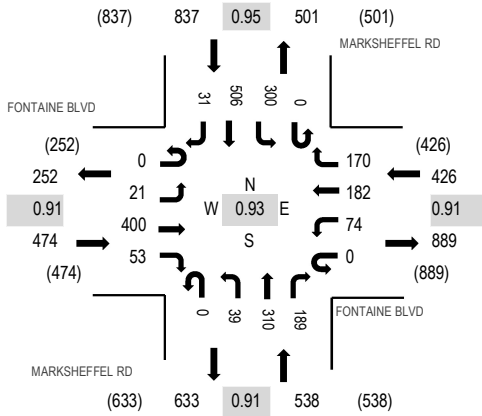 (837) 837 0.95 501 (501)
MARKSHEFFEL RD
31 506 300 0
FONTAINE BLVD
(252) (426)
252 0 170 426
0.91 21 N 182 0.91
W 0.93 E
474 400 S 74 889
53 0
(474) (889)
0 39 310 189
FONTAINE BLVD
MARKSHEFFEL RD
(633) 633 0.91 538 (538)